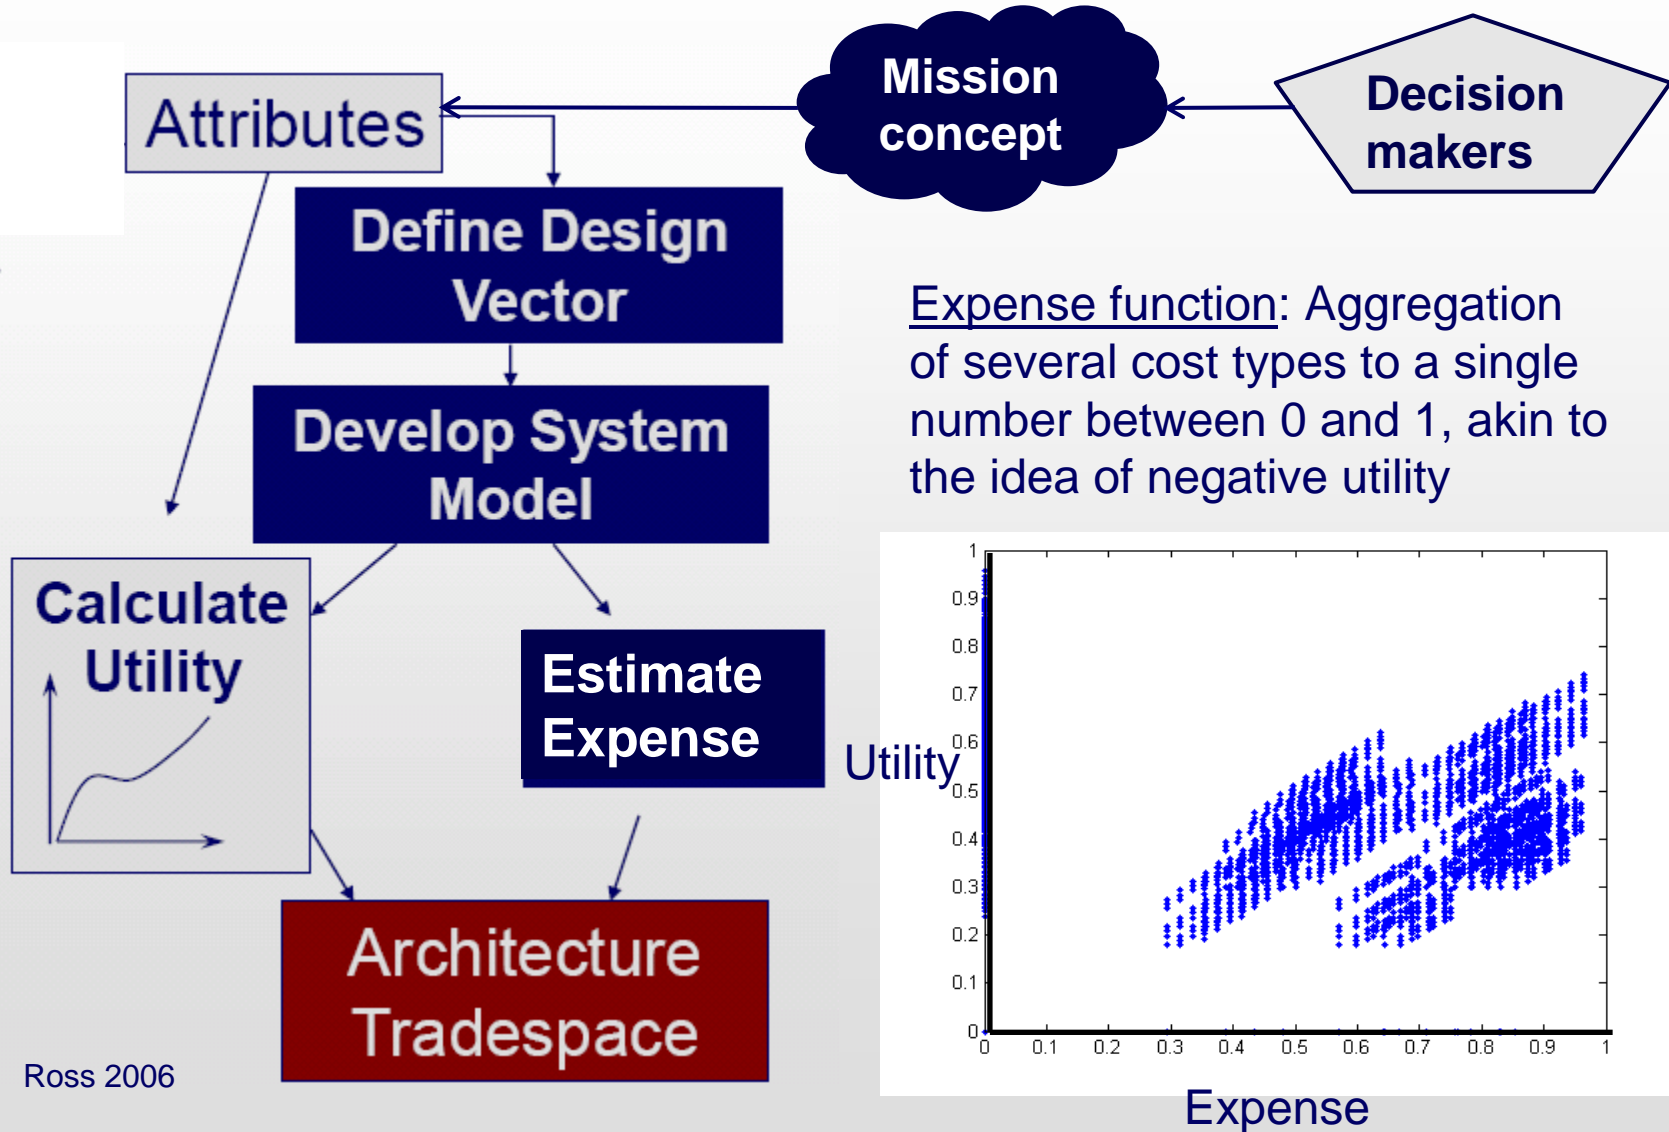 Mission
concept
Decision
makers
Attributes
Define Design
Vector
Develop System
Model
Calculate
Utility
Estimate
Expense
Architecture
Tradespace
Ross 2006
Expense function: Aggregation
of several cost types to a single
number between 0 and 1, akin to
the idea of negative utility
1
0.9
0.8
0.7
0.6
0.5
0.4
0.3
0.2
0.1
0
Utility
0 0.1 0.2 0.3 0.4 0.5 0.6 0.7 0.8 0.9 1
Expense